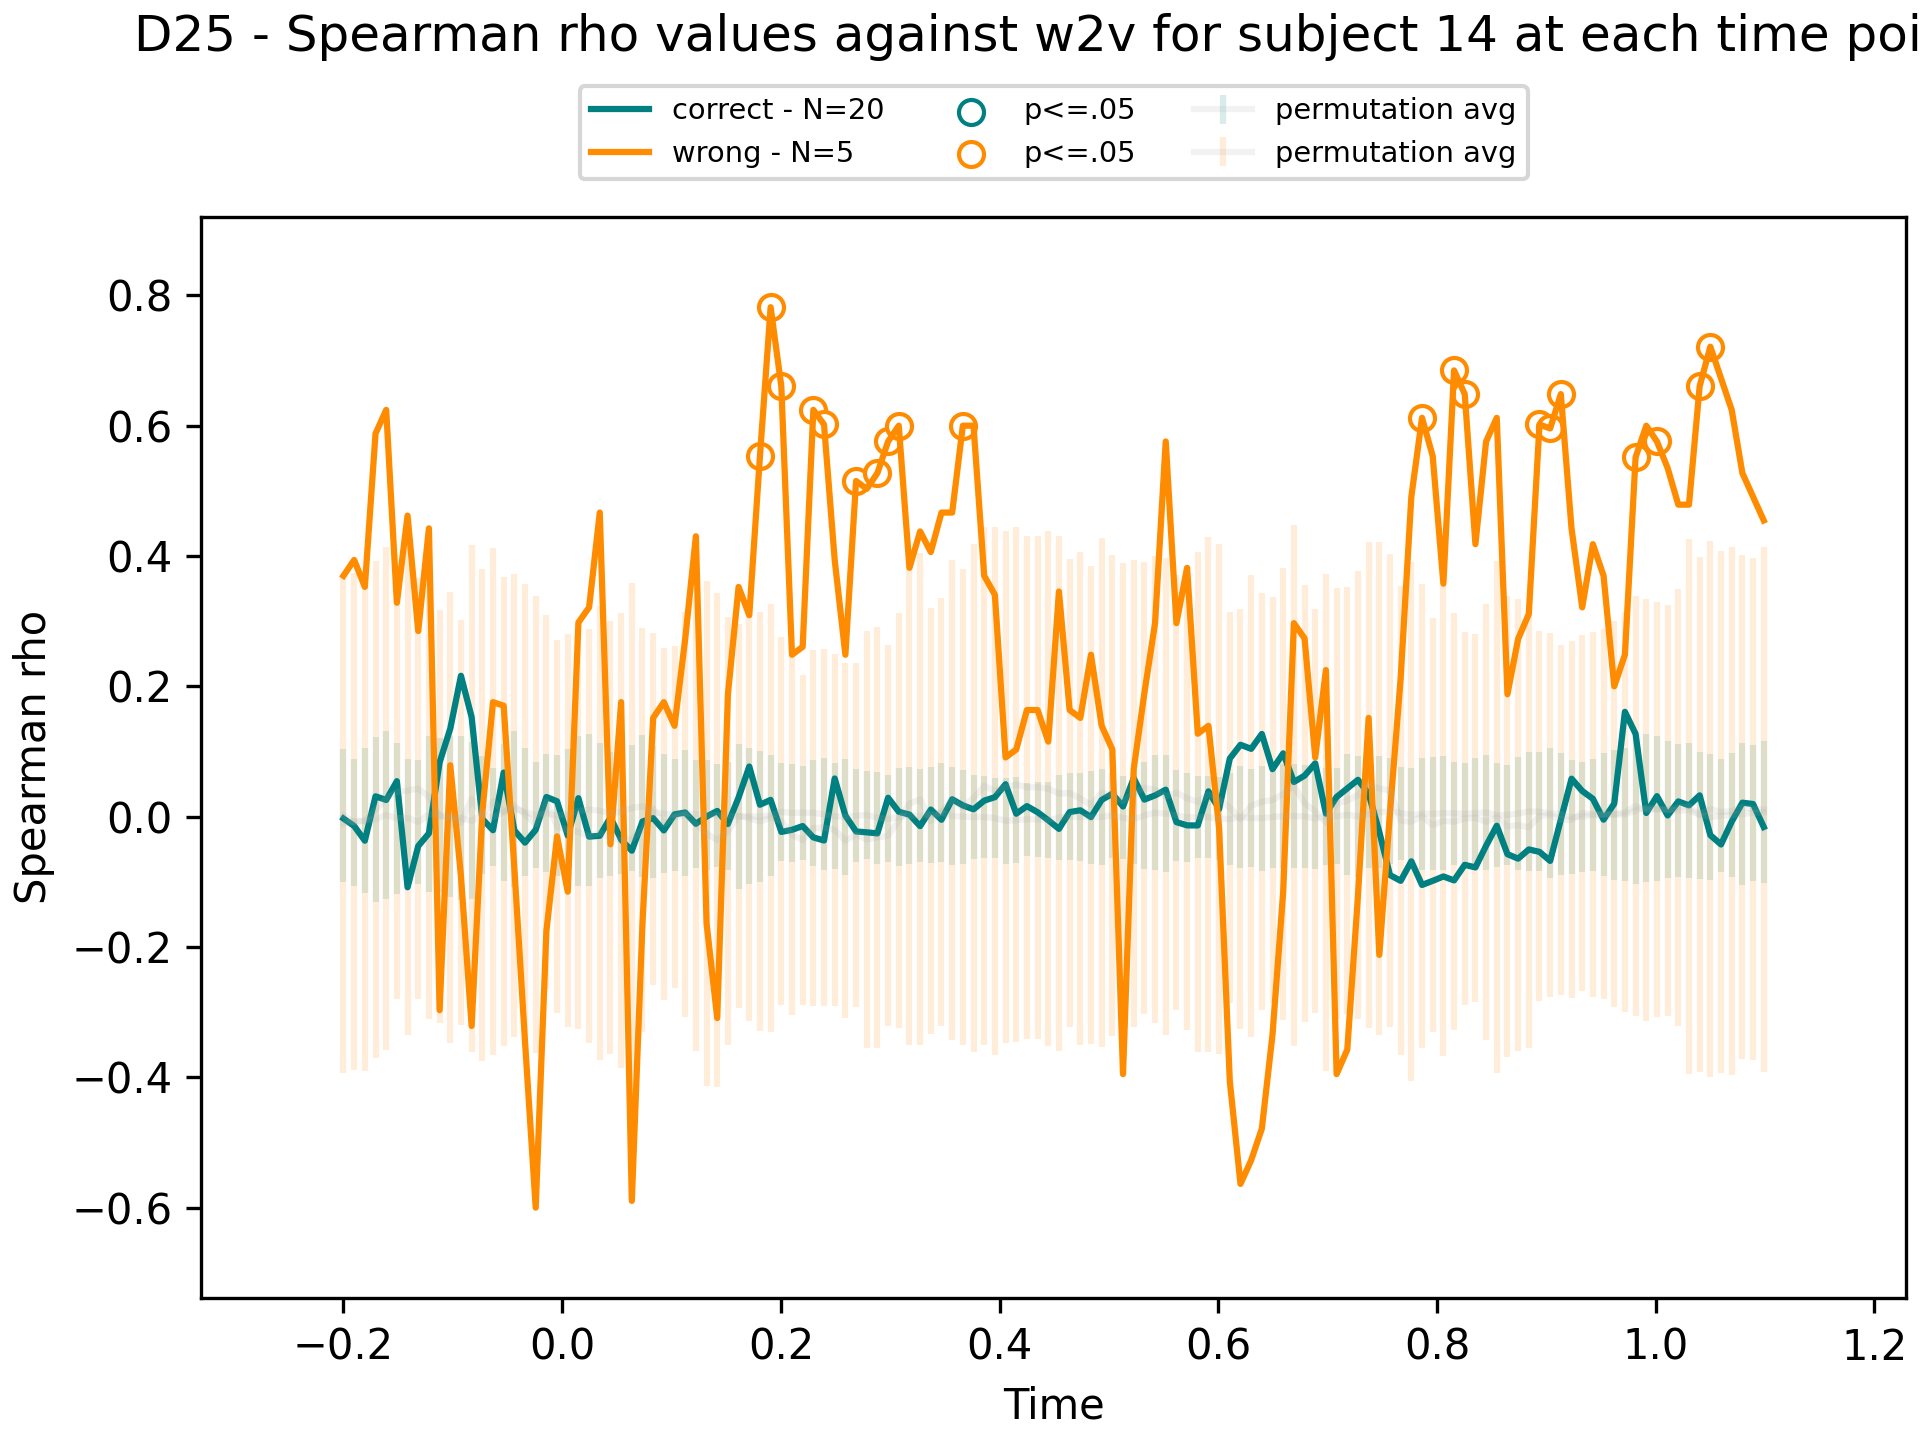 D25 - Spearman rho values against w2v for subject 14 at each time poi
correct - N=20
wrong - N=5
p<=.05
p<=.05
permutation avg
permutation avg
Spearman rho
0.8
0.6
0.4
0.2
0.0
−0.2
−0.4
−0.6
−0.2
0.0
0.2
0.4
0.6
0.8
1.0
1.2
Time